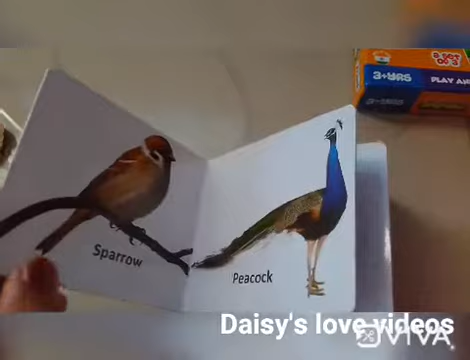 3+YRS
PLAY AN
Sparrow
Peacock
Daisy's love videos
VIVA